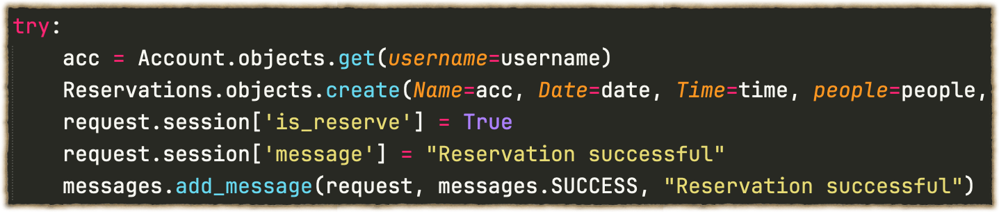 try:
    acc = Account.objects.get(username=username)
    Reservations.objects.create(Name=acc, Date=date, Time=time, people=people,
    request.session['is_reserve'] = True
    request.session['message'] = "Reservation successful"
    messages.add_message(request, messages.SUCCESS, "Reservation successful")